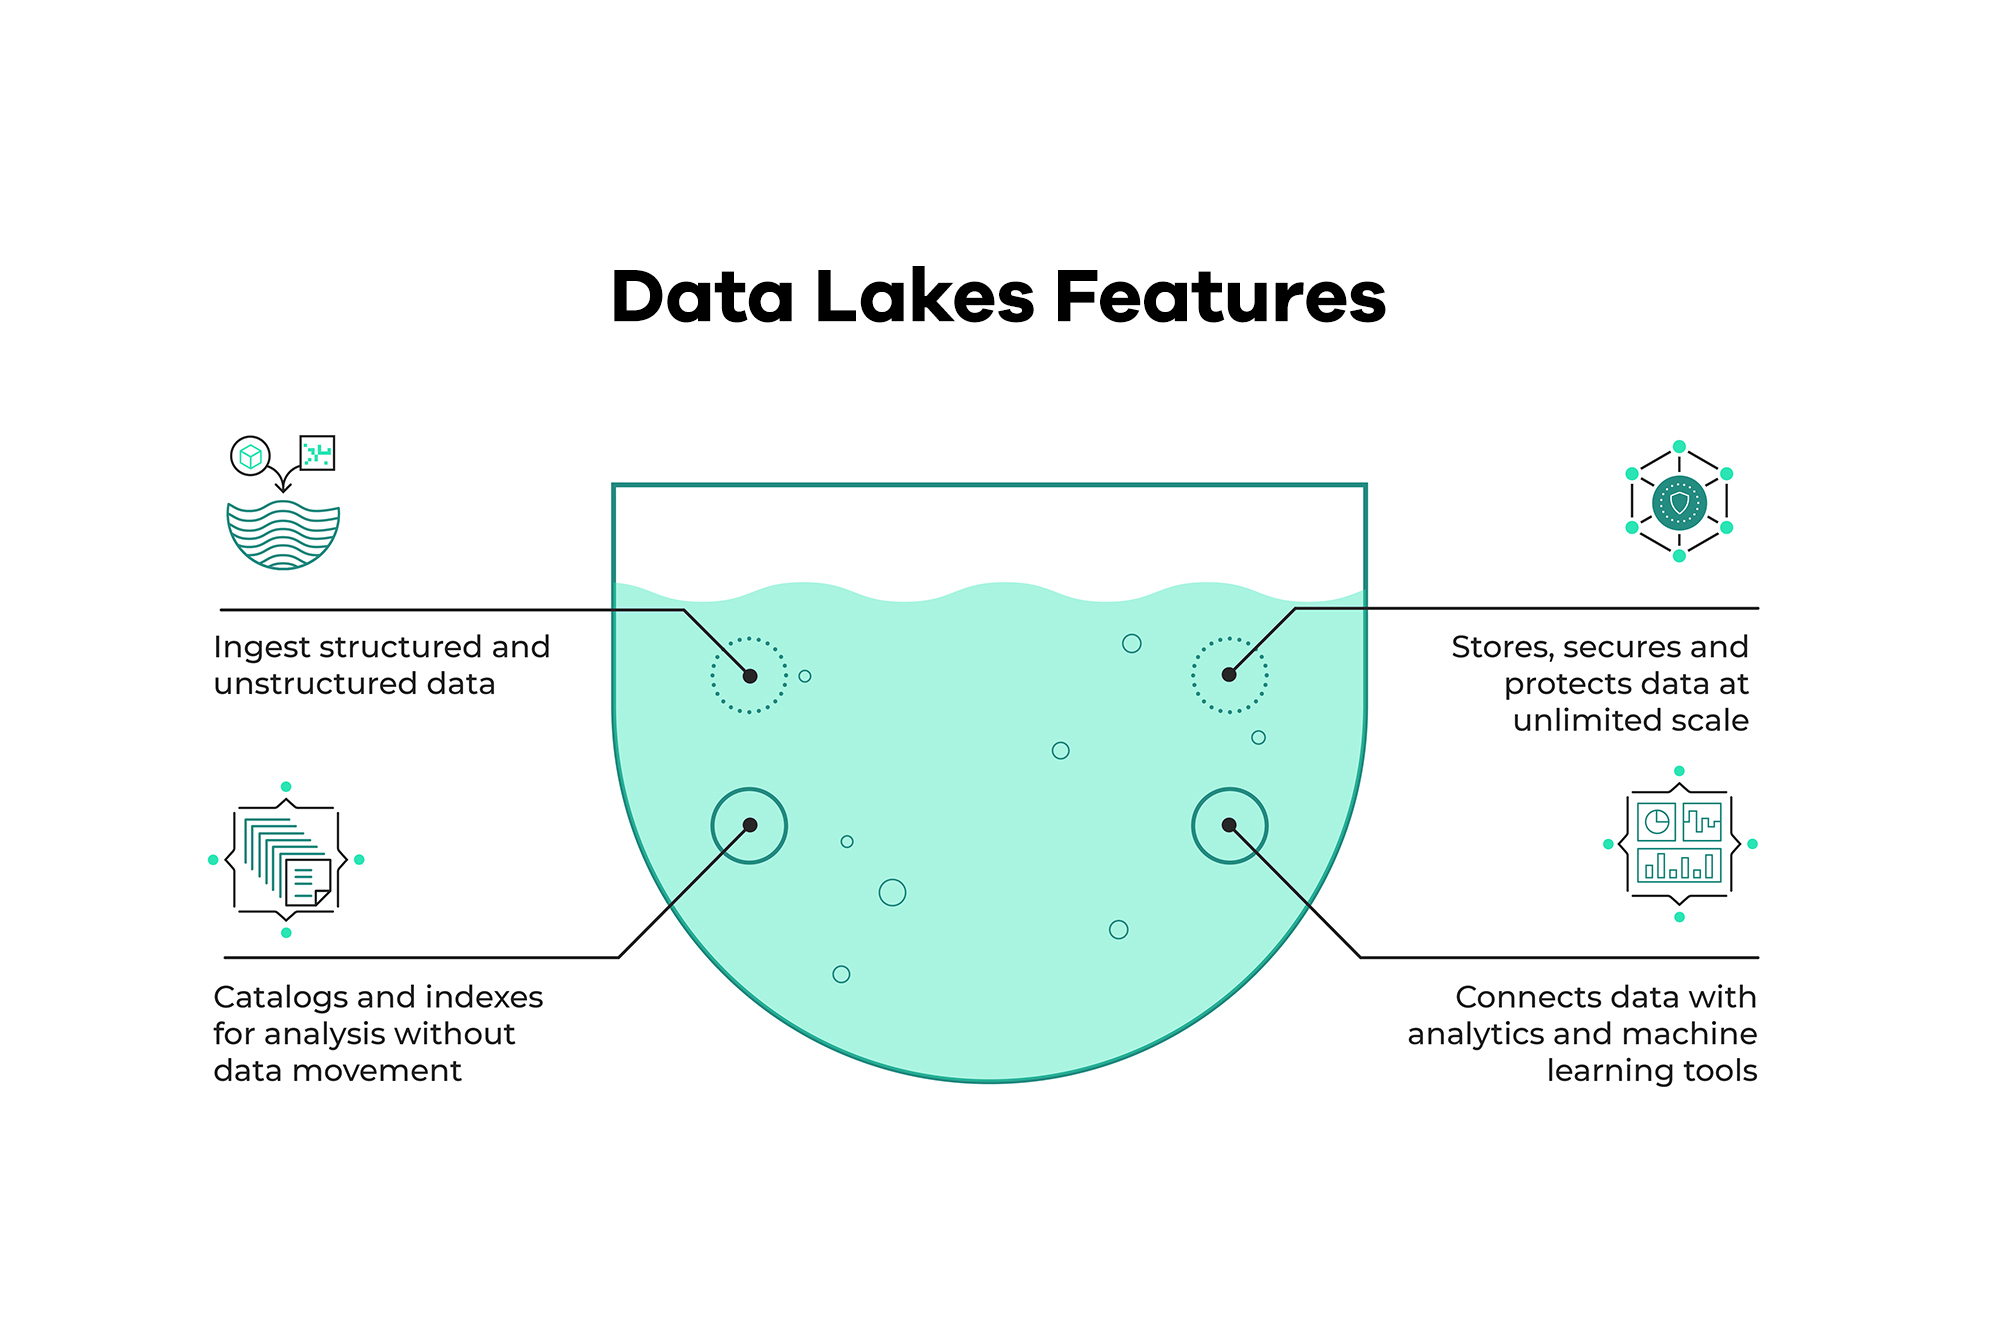 Data Lakes Features
Ingest structured and
unstructured data
Stores, secures and
protects data at
unlimited scale
Catalogs and indexes
for analysis without
data movement
Connects data with
analytics and machine
learning tools